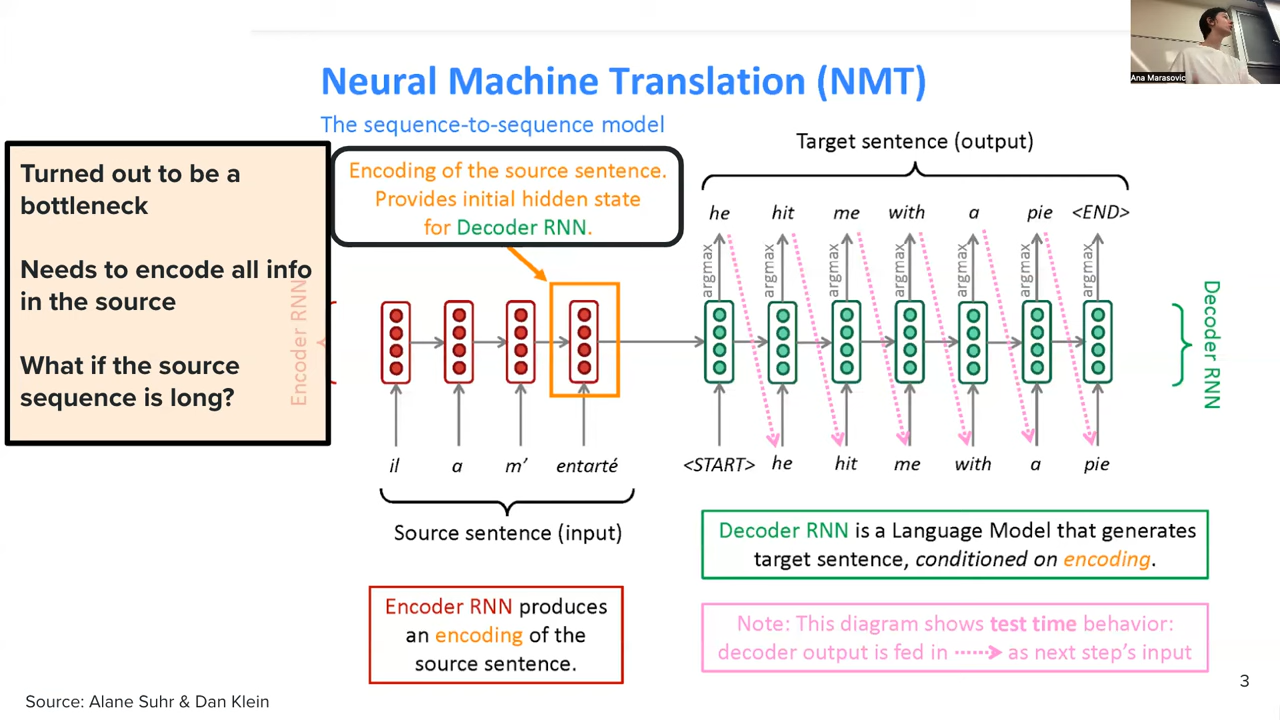 Ana Marasovic
Neural Machine Translation (NMT)
The sequence-to-sequence model
Turned out to be a
bottleneck
Needs to encode all info
in the source
What if the source
sequence is long?
Encoding of the source sentence.
Provides initial hidden state
for Decoder RNN.
Target sentence (output)
he hit me with a pie <END>
argmax argmax argmax argmax argmax argmax argmax
Encoder RNN
Decoder RNN
il a m’ entarté
<START> he hit me with a pie
Source sentence (input)
Encoder RNN produces
an encoding of the
source sentence.
Decoder RNN is a Language Model that generates
target sentence, conditioned on encoding.
Note: This diagram shows test time behavior:
decoder output is fed in as next step’s input
3
Source: Alane Suhr & Dan Klein